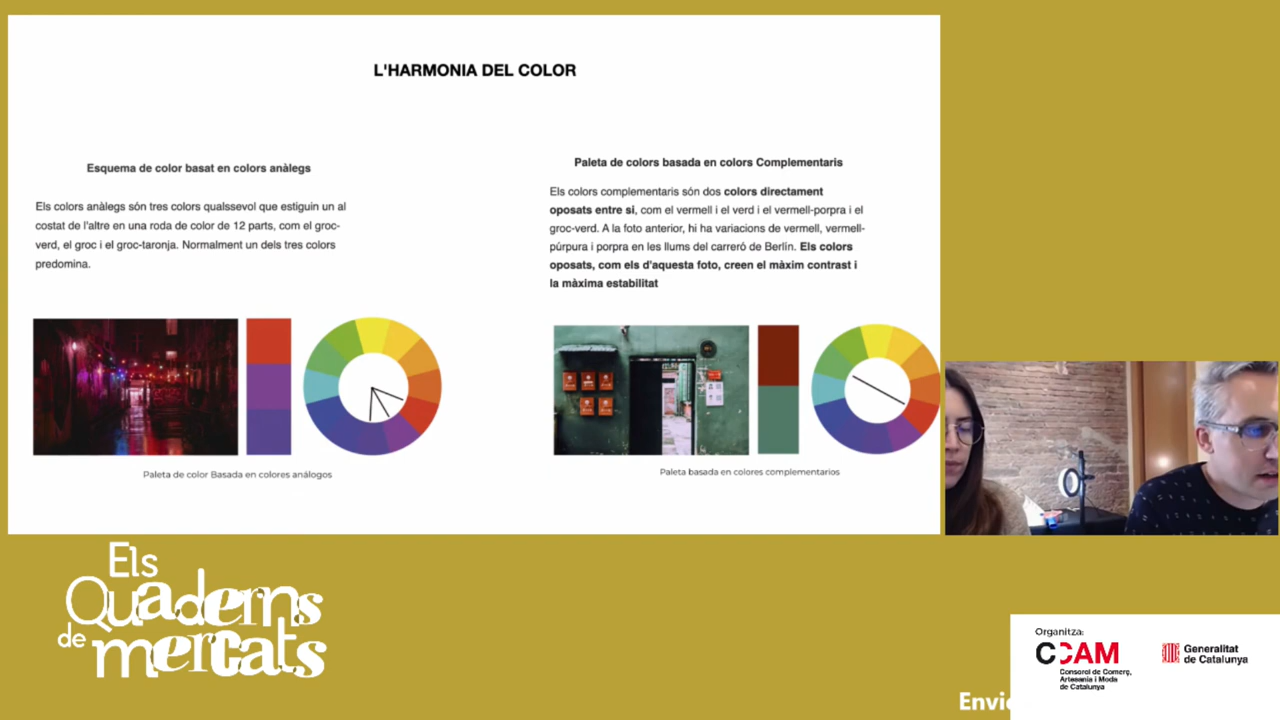 L'HARMONIA DEL COLOR
Esquema de color basat en colors anàlegs
Els colors anàlegs són tres colors qualssevol que estiguin un al
costat de l'altre en una roda de color de 12 parts, com el groc-
verd, el groc i el groc-taronja. Normalment un dels tres colors
predomina.
Paleta de color Basada en colores análogos
Paleta de colors basada en colors Complementaris
Els colors complementaris són dos colors directament
oposats entre si, com el vermell i el verd i el vermell-porpra i el
groc-verd. A la foto anterior, hi ha variacions de vermell, vermell-
púrpura i porpra en les llums del carreró de Berlín. Els colors
oposats, com els d'aquesta foto, creen el màxim contrast i
la màxima estabilitat
Paleta basada en colores complementarios
Els
Quaderns
de mercats
Organitza:
CCAM
Consorci de Comerç,
Artesania i Moda
de Catalunya
Generalitat
de Catalunya
Envi